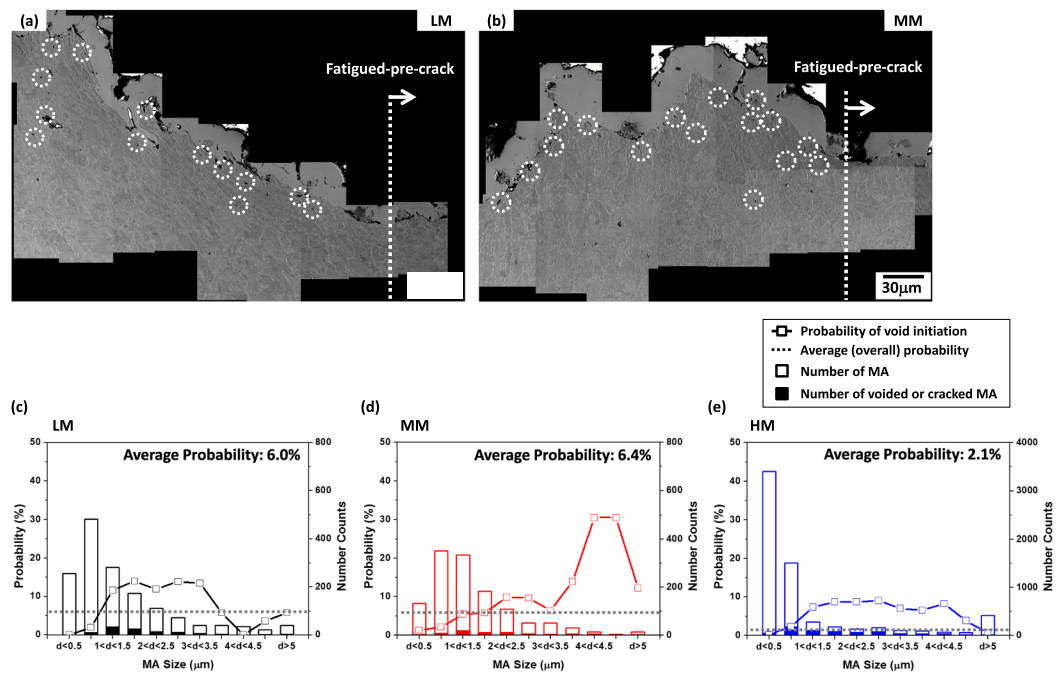 (a)
LM
Fatigued-pre-crack
(b)
MM
Fatigued-pre-crack
30μm
Probability of void initiation
Average (overall) probability
Number of MA
Number of voided or cracked MA
(c)
LM
Average Probability: 6.0%
Probability (%)
50
40
30
20
10
0
800
600
400
200
0
Number Counts
d<0.5
1<d<1.5
2<d<2.5
3<d<3.5
4<d<4.5
d>5
MA Size (μm)
(d)
MM
Average Probability: 6.4%
Probability (%)
50
40
30
20
10
0
800
600
400
200
0
Number Counts
d<0.5
1<d<1.5
2<d<2.5
3<d<3.5
4<d<4.5
d>5
MA Size (μm)
(e)
HM
Average Probability: 2.1%
Probability (%)
50
40
30
20
10
0
4000
3000
2000
1000
0
Number Counts
d<0.5
1<d<1.5
2<d<2.5
3<d<3.5
4<d<4.5
d>5
MA Size (μm)